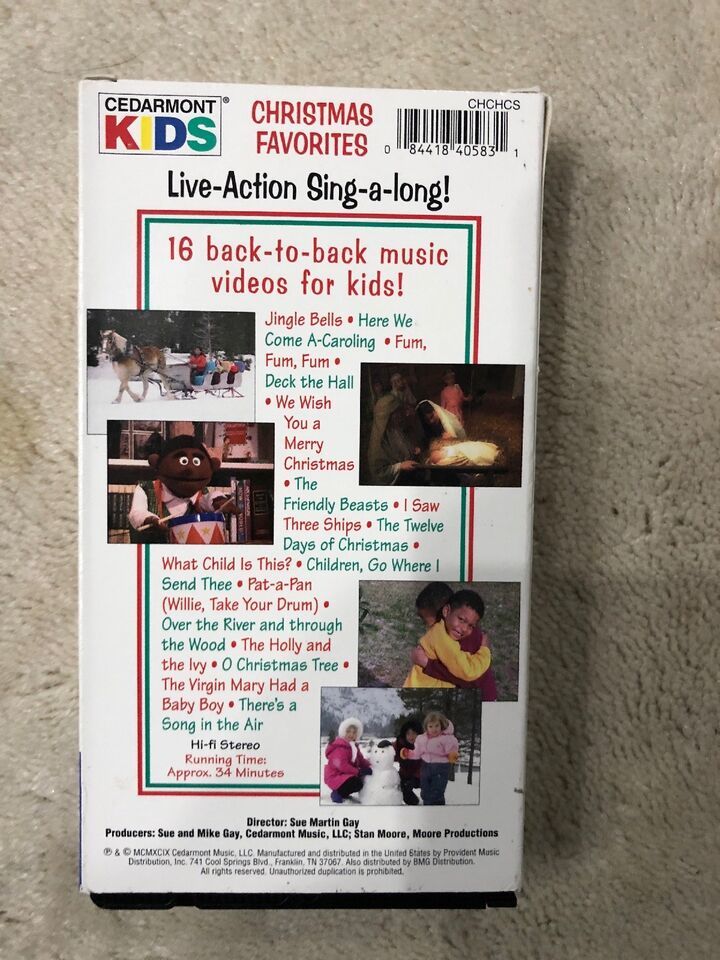 CEDARMONT®
KIDS
CHRISTMAS
FAVORITES
CHCHCS
0 84418 40583 1
Live-Action Sing-a-long!
16 back-to-back music
videos for kids!
Jingle Bells • Here We
Come A-Caroling • Fum,
Fum, Fum •
Deck the Hall
• We Wish
You a
Merry
Christmas
• The
Friendly Beasts • I Saw
Three Ships • The Twelve
Days of Christmas •
What Child Is This? • Children, Go Where I
Send Thee • Pat-a-Pan
(Willie, Take Your Drum) •
Over the River and through
the Wood • The Holly and
the Ivy • O Christmas Tree •
The Virgin Mary Had a
Baby Boy • There's a
Song in the Air
Hi-fi Stereo
Running Time:
Approx. 34 Minutes
Director: Sue Martin Gay
Producers: Sue and Mike Gay, Cedarmont Music, LLC; Stan Moore, Moore Productions
℗ & © MCMXCIX Cedarmont Music, LLC. Manufactured and distributed in the United States by Provident Music
Distribution, Inc. 741 Cool Springs Blvd., Franklin, TN 37067. Also distributed by BMG Distribution.
All rights reserved. Unauthorized duplication is prohibited.